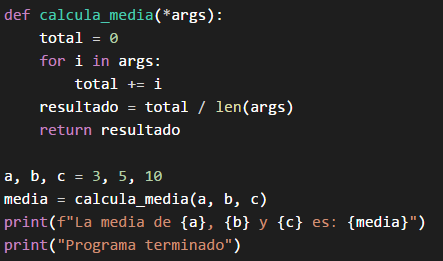 def calcula_media(*args):
    total = 0
    for i in args:
        total += i
    resultado = total / len(args)
    return resultado

a, b, c = 3, 5, 10
media = calcula_media(a, b, c)
print(f"La media de {a}, {b} y {c} es: {media}")
print("Programa terminado")